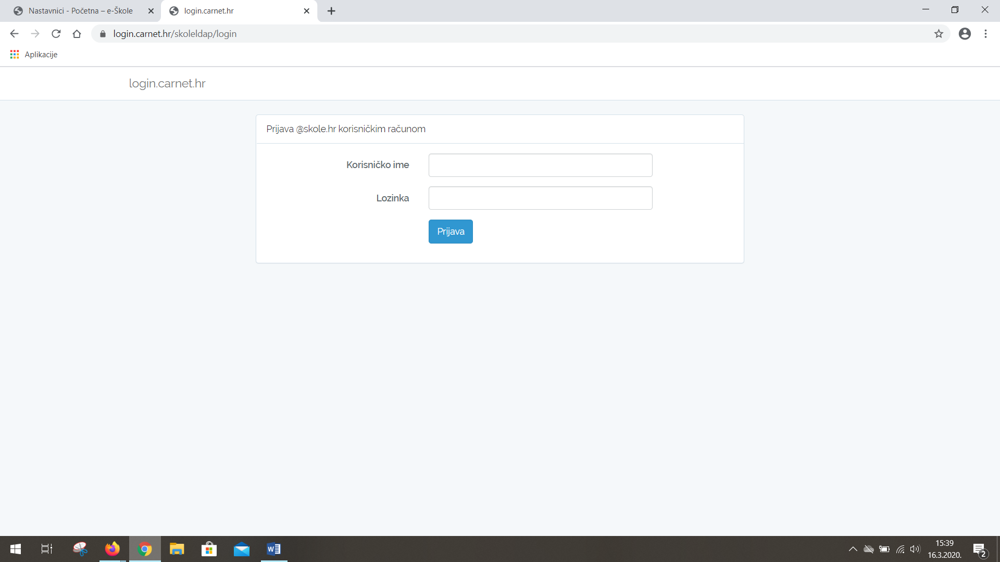 Nastavnici - Početna – e-Škole
login.carnet.hr
login.carnet.hr/skoleldap/login
Aplikacije
login.carnet.hr
Prijava @skole.hr korisničkim računom
Korisničko ime
Lozinka
Prijava
15:39
16.3.2020.
2